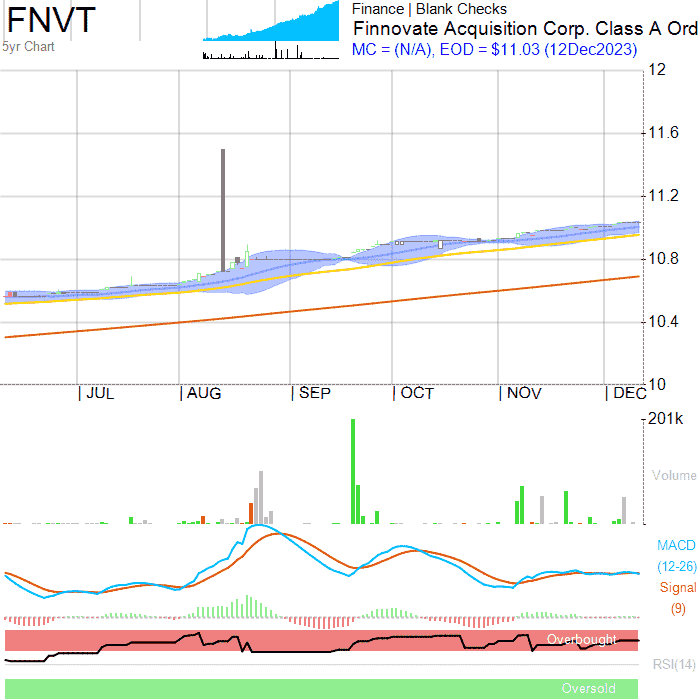 FNVT
5yr Chart
Finance | Blank Checks
Finnovate Acquisition Corp. Class A Ord
MC = (N/A), EOD = $11.03 (12Dec2023)
12
11.6
11.2
10.8
10.4
10
| JUL | AUG | SEP | OCT | NOV | DEC
201k
Volume
MACD
(12-26)
Signal
(9)
Overbought
RSI(14)
Oversold